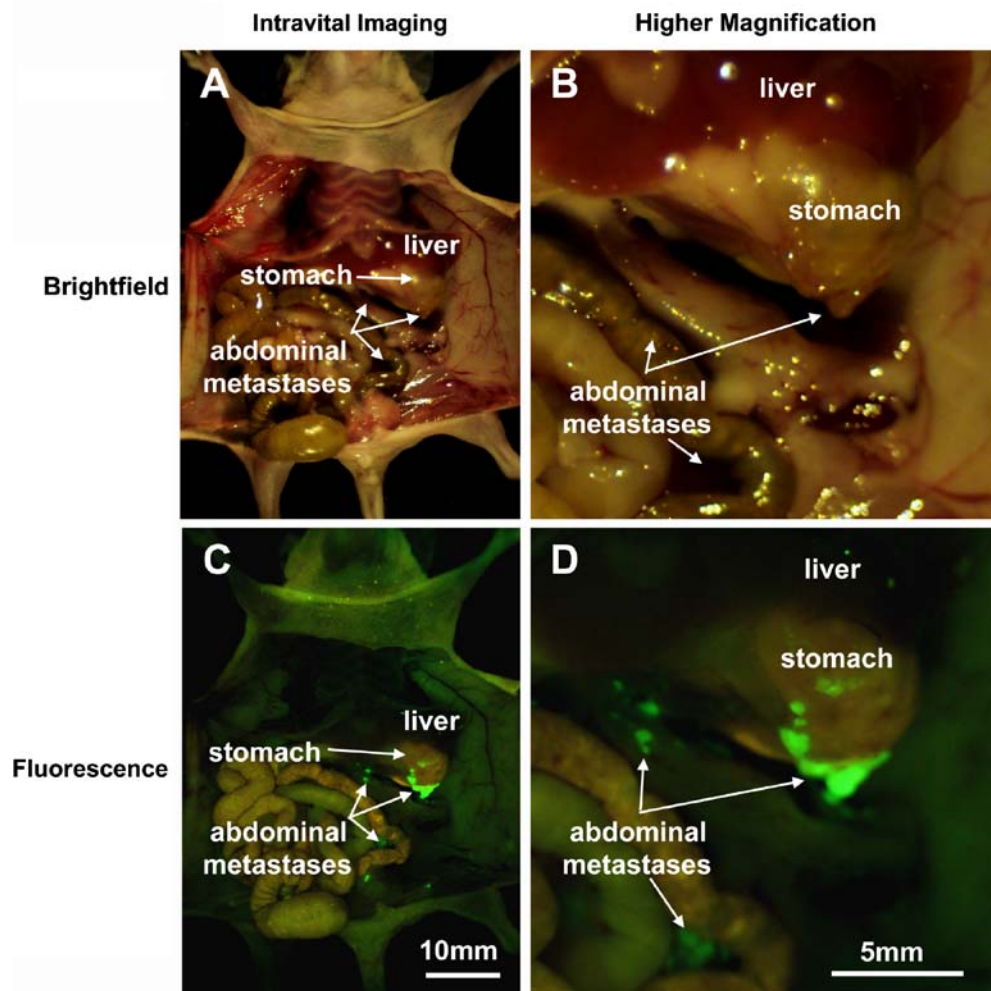 Intravital Imaging
Higher Magnification
Brightfield
A
liver
stomach
abdominal
metastases
B
liver
stomach
abdominal
metastases
Fluorescence
C
liver
stomach
abdominal
metastases
10mm
D
liver
stomach
abdominal
metastases
5mm